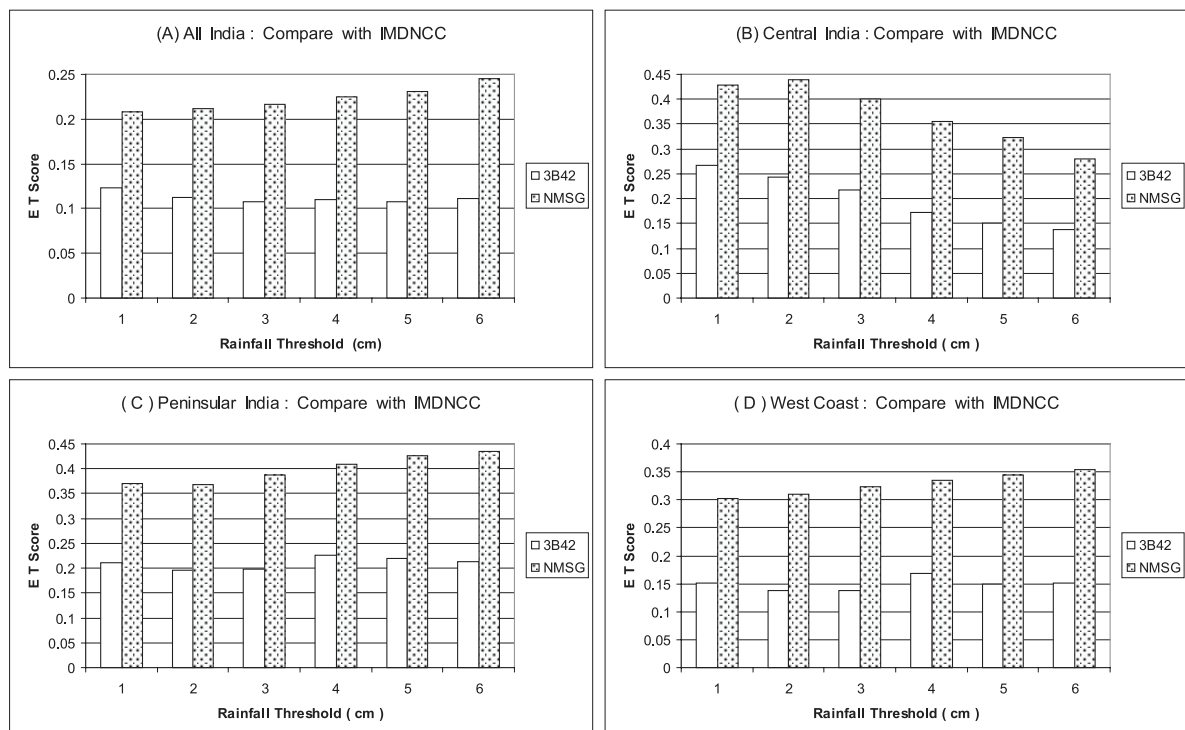 (A) All India : Compare with IMDNCC
0.25
0.2
0.15
0.1
0.05
0
E T Score
1 2 3 4 5 6
Rainfall Threshold (cm)
3B42
NMSG
(B) Central India : Compare with IMDNCC
0.45
0.4
0.35
0.3
0.25
0.2
0.15
0.1
0.05
0
E T Score
1 2 3 4 5 6
Rainfall Threshold ( cm )
3B42
NMSG
( C ) Peninsular India : Compare with IMDNCC
0.45
0.4
0.35
0.3
0.25
0.2
0.15
0.1
0.05
0
E T Score
1 2 3 4 5 6
Rainfall Threshold ( cm )
3B42
NMSG
( D ) West Coast : Compare with IMDNCC
0.4
0.35
0.3
0.25
0.2
0.15
0.1
0.05
0
E T Score
1 2 3 4 5 6
Rainfall Threshold ( cm )
3B42
NMSG